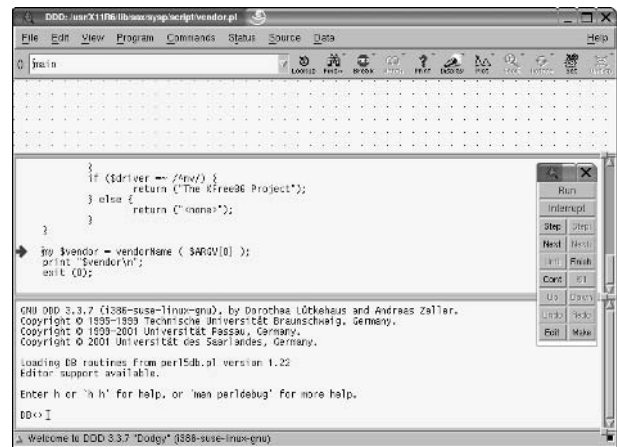 DDD: /usr/X11R6/lib/sax/sysp/script/vendor.pl
File Edit View Program Commands Status Source Data Help
(): main
Lookup Find» Break Print Display Plot Set
}
if ($driver =~ /^nv/) {
return ("The XFree86 Project");
} else {
return ("<none>");
}
}
my $vendor = vendorName ( $ARGV[0] );
print "$vendor\n";
exit (0);
Run
Interrupt
Step Stepi
Next Nexti
Until Finish
Cont Kill
Up Down
Undo Redo
Edit Make
GNU DDD 3.3.7 (i386-suse-linux-gnu), by Dorothea Lütkehaus and Andreas Zeller.
Copyright © 1995-1999 Technische Universität Braunschweig, Germany.
Copyright © 1999-2001 Universität Passau, Germany.
Copyright © 2001 Universität des Saarlandes, Germany.
Loading DB routines from perl5db.pl version 1.22
Editor support available.
Enter h or `h h' for help, or `man perldebug' for more help.
DB<>
Welcome to DDD 3.3.7 "Dodgy" (i386-suse-linux-gnu)